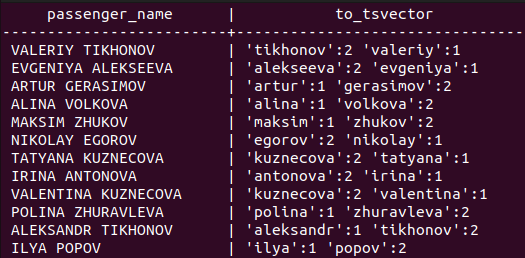 passenger_name | to_tsvector
-------------------------+--------------------------------
VALERIY TIKHONOV | 'tikhonov':2 'valeriy':1
EVGENIYA ALEKSEEVA | 'alekseeva':2 'evgeniya':1
ARTUR GERASIMOV | 'artur':1 'gerasimov':2
ALINA VOLKOVA | 'alina':1 'volkova':2
MAKSIM ZHUKOV | 'maksim':1 'zhukov':2
NIKOLAY EGOROV | 'egorov':2 'nikolay':1
TATYANA KUZNECOVA | 'kuznecova':2 'tatyana':1
IRINA ANTONOVA | 'antonova':2 'irina':1
VALENTINA KUZNECOVA | 'kuznecova':2 'valentina':1
POLINA ZHURAVLEVA | 'polina':1 'zhuravleva':2
ALEKSANDR TIKHONOV | 'aleksandr':1 'tikhonov':2
ILYA POPOV | 'ilya':1 'popov':2